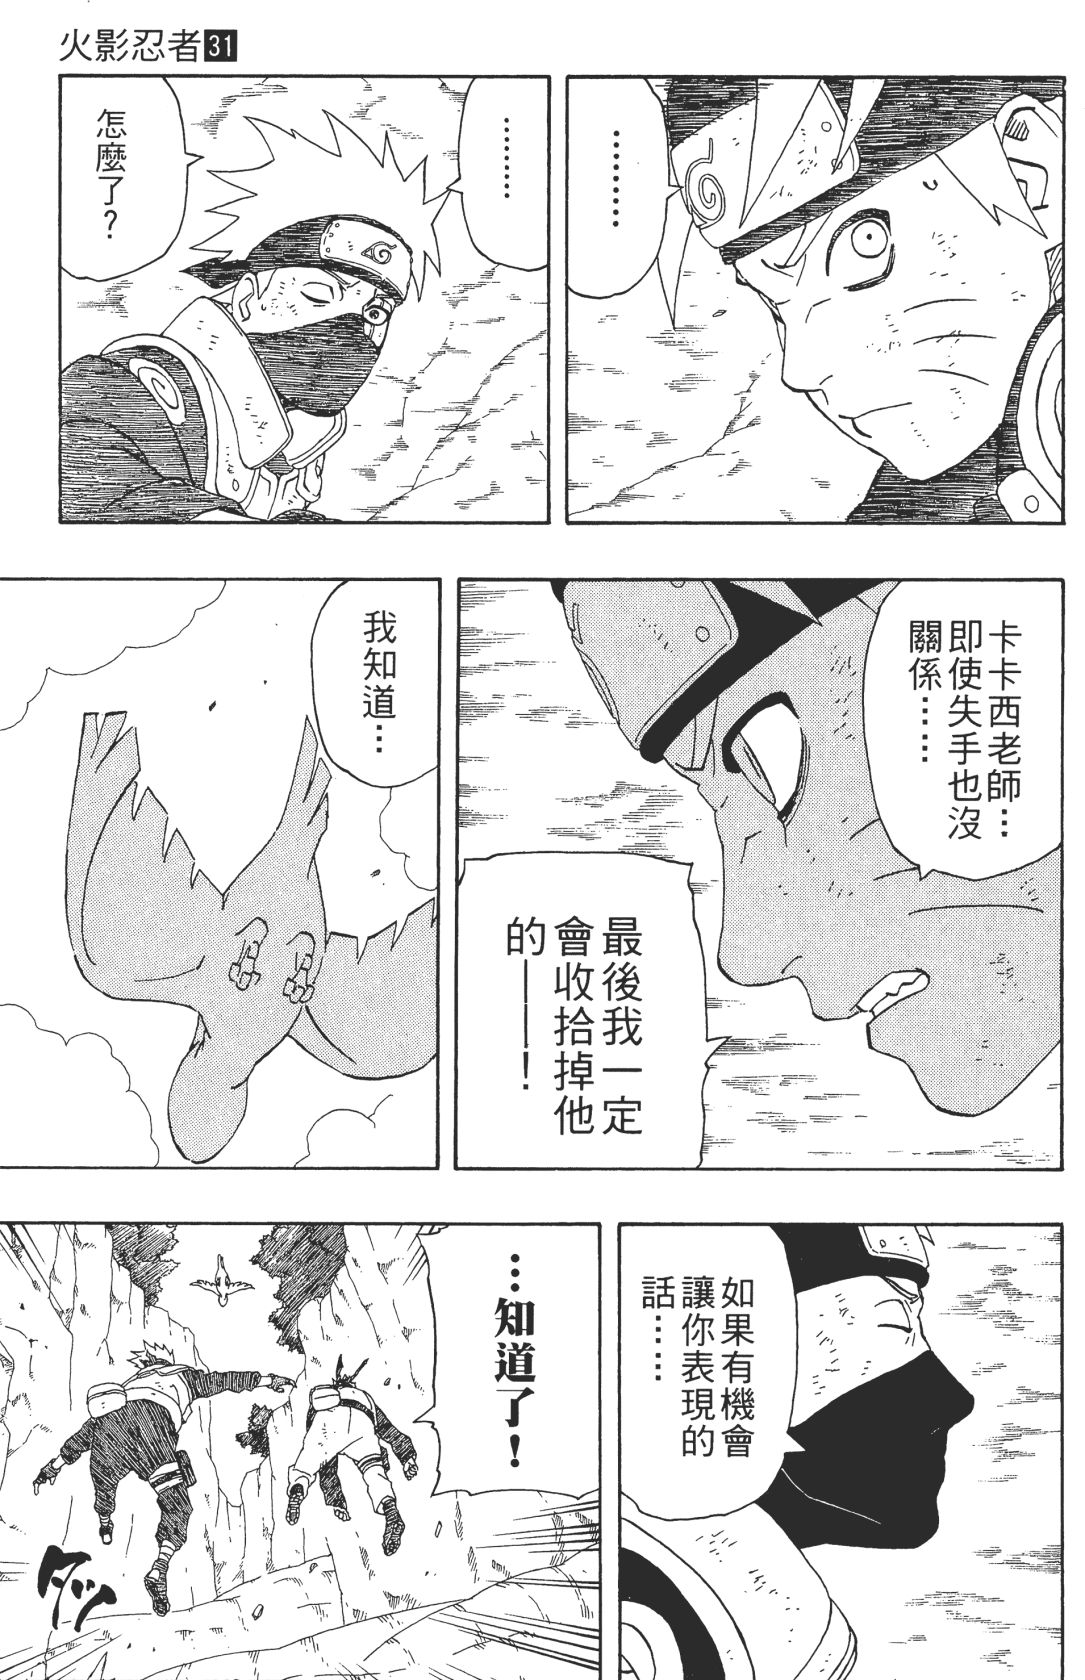 火影忍者31
………
………
怎麼了?
卡卡西老師…
即使失手也沒
關係……
最後我一定
會收拾掉他
的——!
我知道…
如果有機會
讓你表現的
話……
…知道了!
ダッ